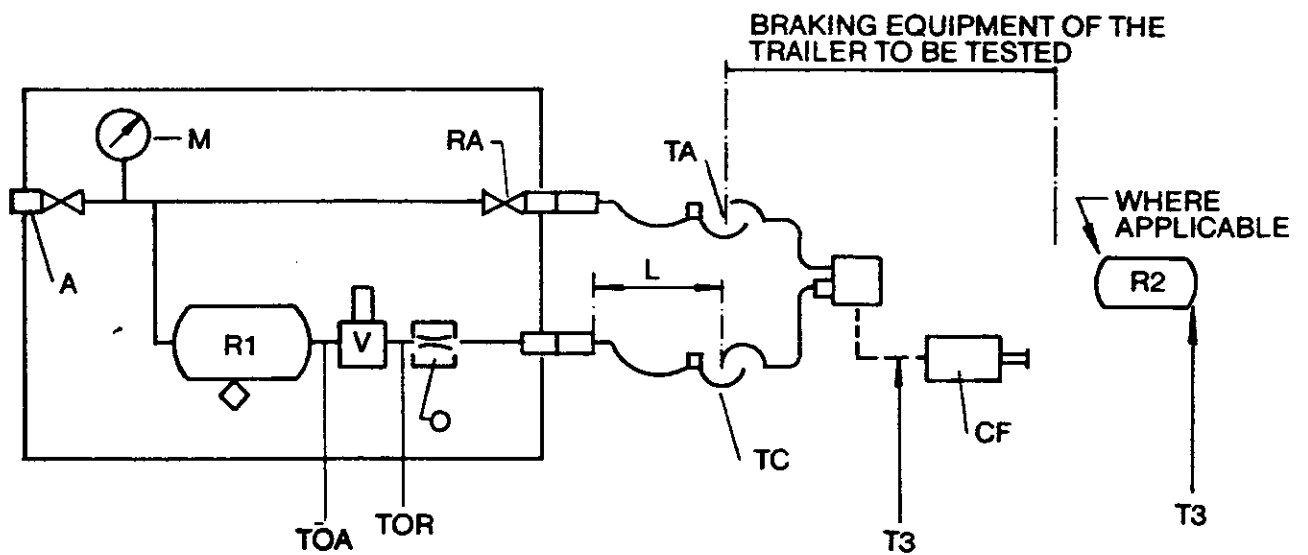 BRAKING EQUIPMENT OF THE
TRAILER TO BE TESTED
M
RA
TA
WHERE
APPLICABLE
A
L
R2
R1
V
O
CF
TC
TOA
TOR
T3
T3